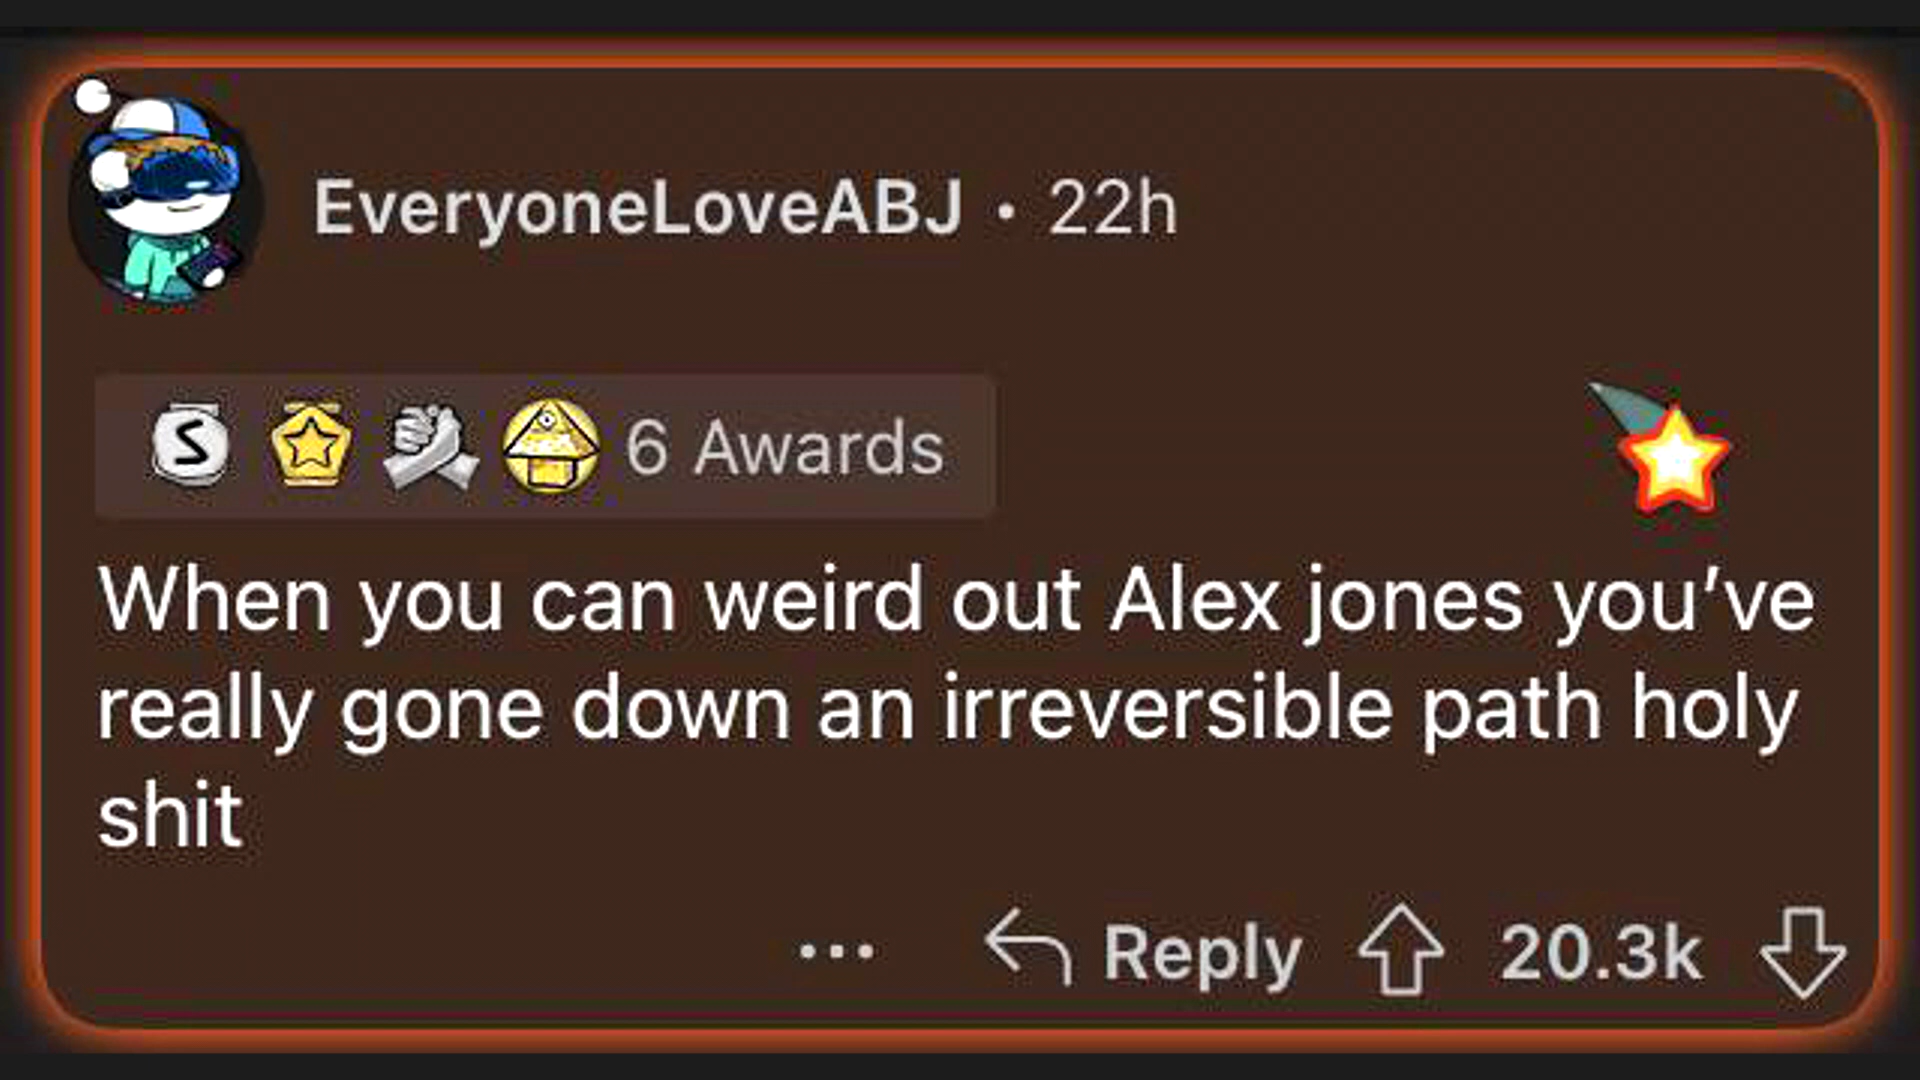 EveryoneLoveABJ • 22h
S
6 Awards
When you can weird out Alex jones you’ve
really gone down an irreversible path holy
shit
... Reply 20.3k